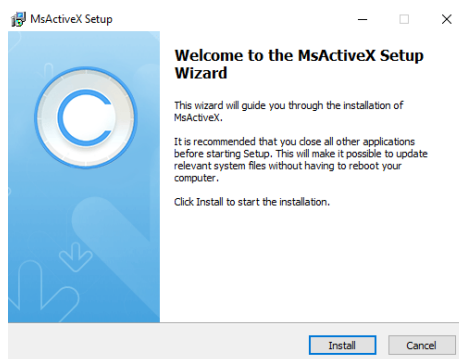 MsActiveX Setup
Welcome to the MsActiveX Setup
Wizard
This wizard will guide you through the installation of
MsActiveX.
It is recommended that you close all other applications
before starting Setup. This will make it possible to update
relevant system files without having to reboot your
computer.
Click Install to start the installation.
Install
Cancel